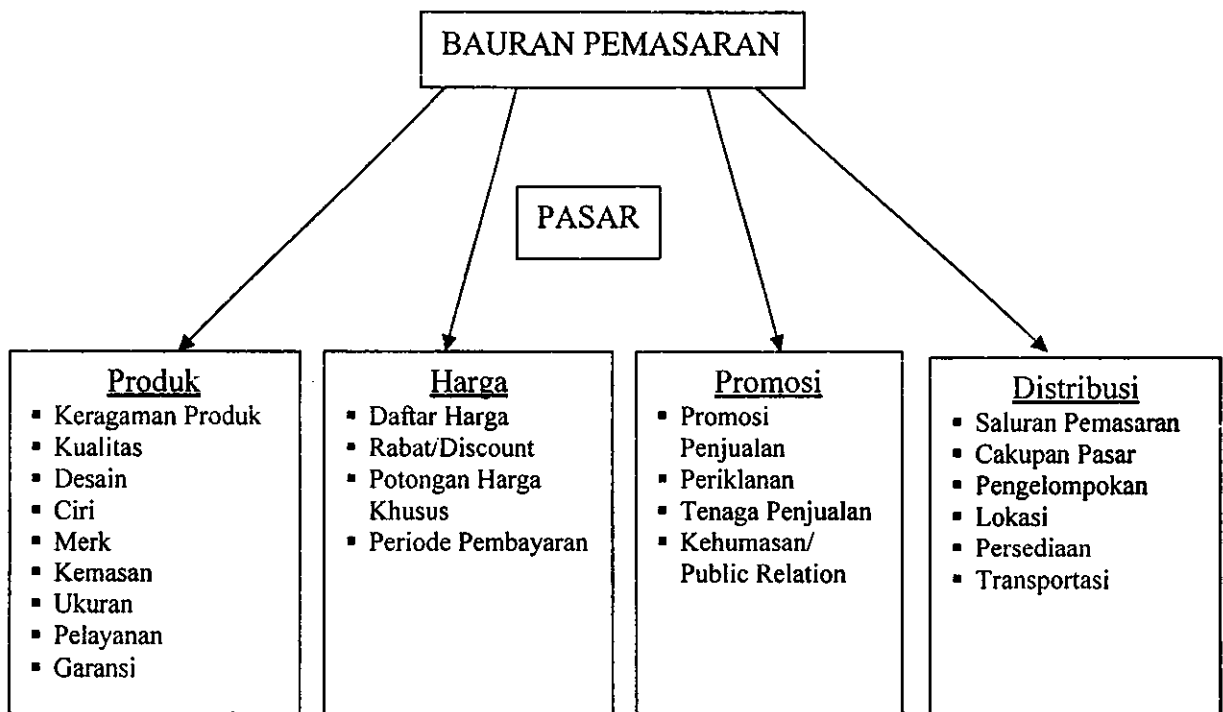 BAURAN PEMASARAN
PASAR
Produk
▪ Keragaman Produk
▪ Kualitas
▪ Desain
▪ Ciri
▪ Merk
▪ Kemasan
▪ Ukuran
▪ Pelayanan
▪ Garansi
Harga
▪ Daftar Harga
▪ Rabat/Discount
▪ Potongan Harga
Khusus
▪ Periode Pembayaran
Promosi
▪ Promosi
Penjualan
▪ Periklanan
▪ Tenaga Penjualan
▪ Kehumasan/
Public Relation
Distribusi
▪ Saluran Pemasaran
▪ Cakupan Pasar
▪ Pengelompokan
▪ Lokasi
▪ Persediaan
▪ Transportasi